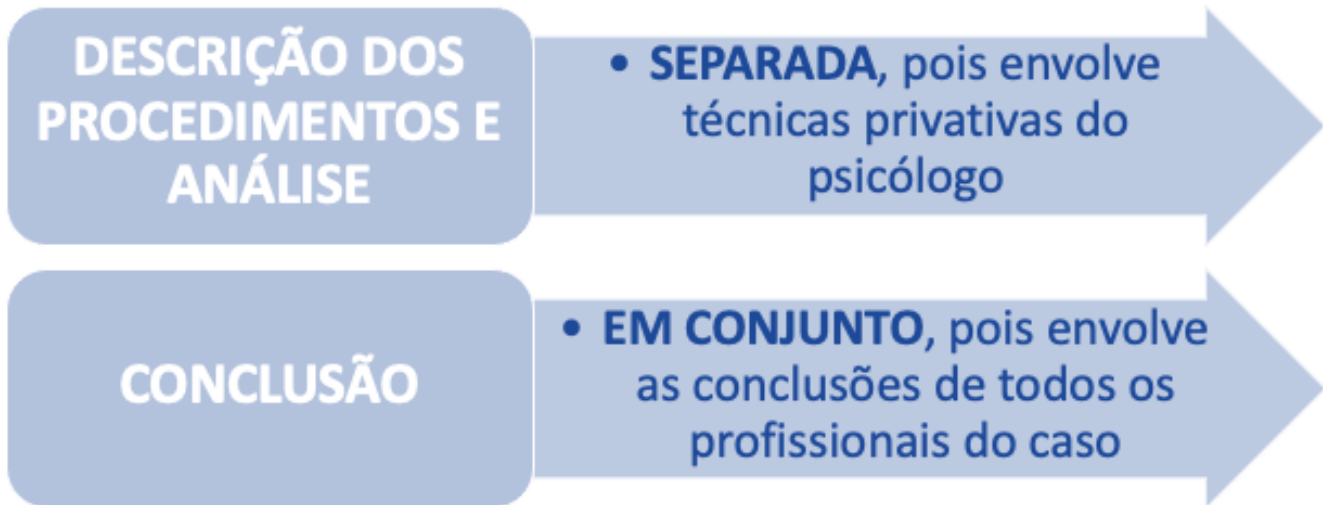 DESCRIÇÃO DOS
PROCEDIMENTOS E
ANÁLISE
• SEPARADA, pois envolve
técnicas privativas do
psicólogo
CONCLUSÃO
• EM CONJUNTO, pois envolve
as conclusões de todos os
profissionais do caso